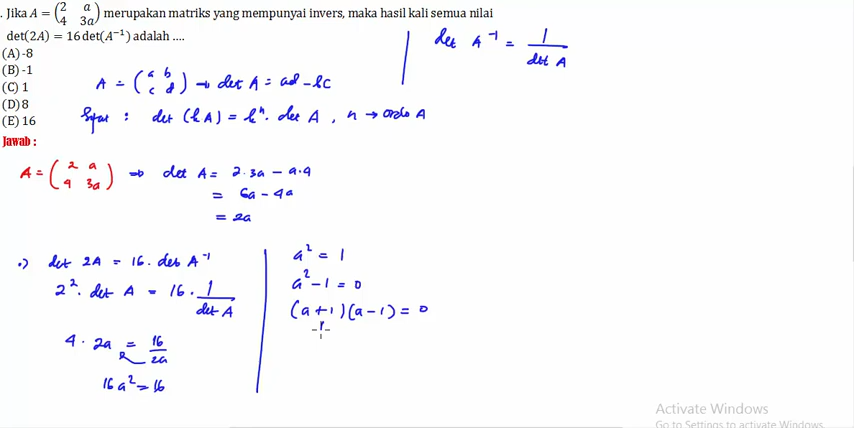 . Jika A = (2 a
4 3a) merupakan matriks yang mempunyai invers, maka hasil kali semua nilai
det(2A) = 16 det(A⁻¹) adalah ....
(A) -8
(B) -1
(C) 1
(D) 8
(E) 16
Jawab :
det A⁻¹ = 1/det A
A = (a b
c d) → det A = ad - bc
Sifat : det (kA) = kⁿ. det A , n → ordo A
A = (2 a
4 3a) ⇒ det A = 2.3a - a.4
= 6a - 4a
= 2a
.) det 2A = 16. det A⁻¹
2². det A = 16. 1/det A
4. 2a = 16/2a
16a² = 16
a² = 1
a² - 1 = 0
(a + 1)(a - 1) = 0
Activate Windows
Go to Settings to activate Windows.